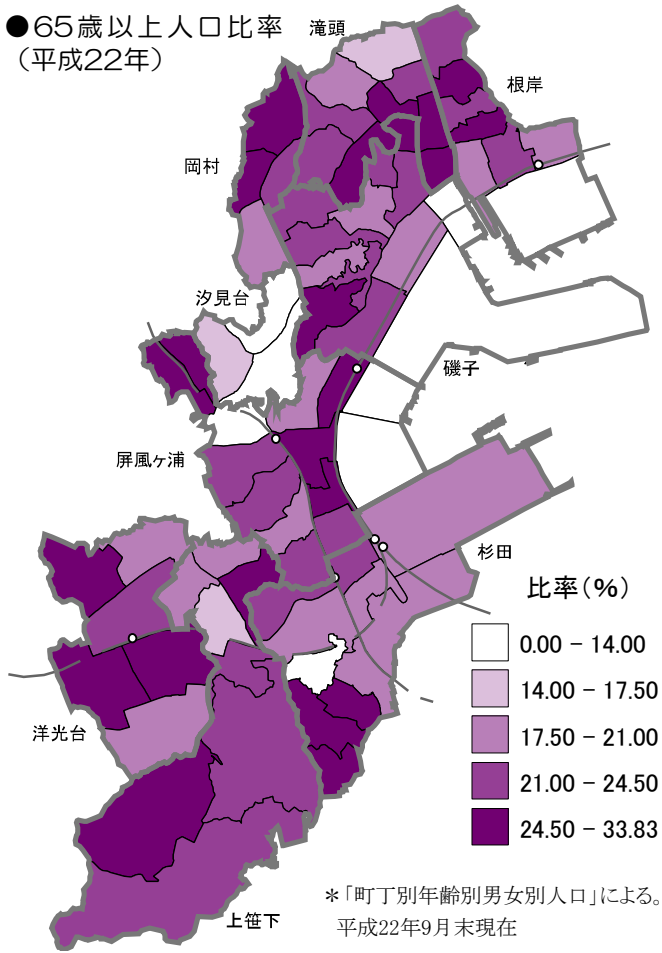 ●65歳以上人口比率
（平成22年）
滝頭
根岸
岡村
汐見台
磯子
屏風ヶ浦
杉田
洋光台
上笹下
比率(%)
0.00 − 14.00
14.00 − 17.50
17.50 − 21.00
21.00 − 24.50
24.50 − 33.83
＊「町丁別年齢別男女別人口」による。
平成22年9月末現在